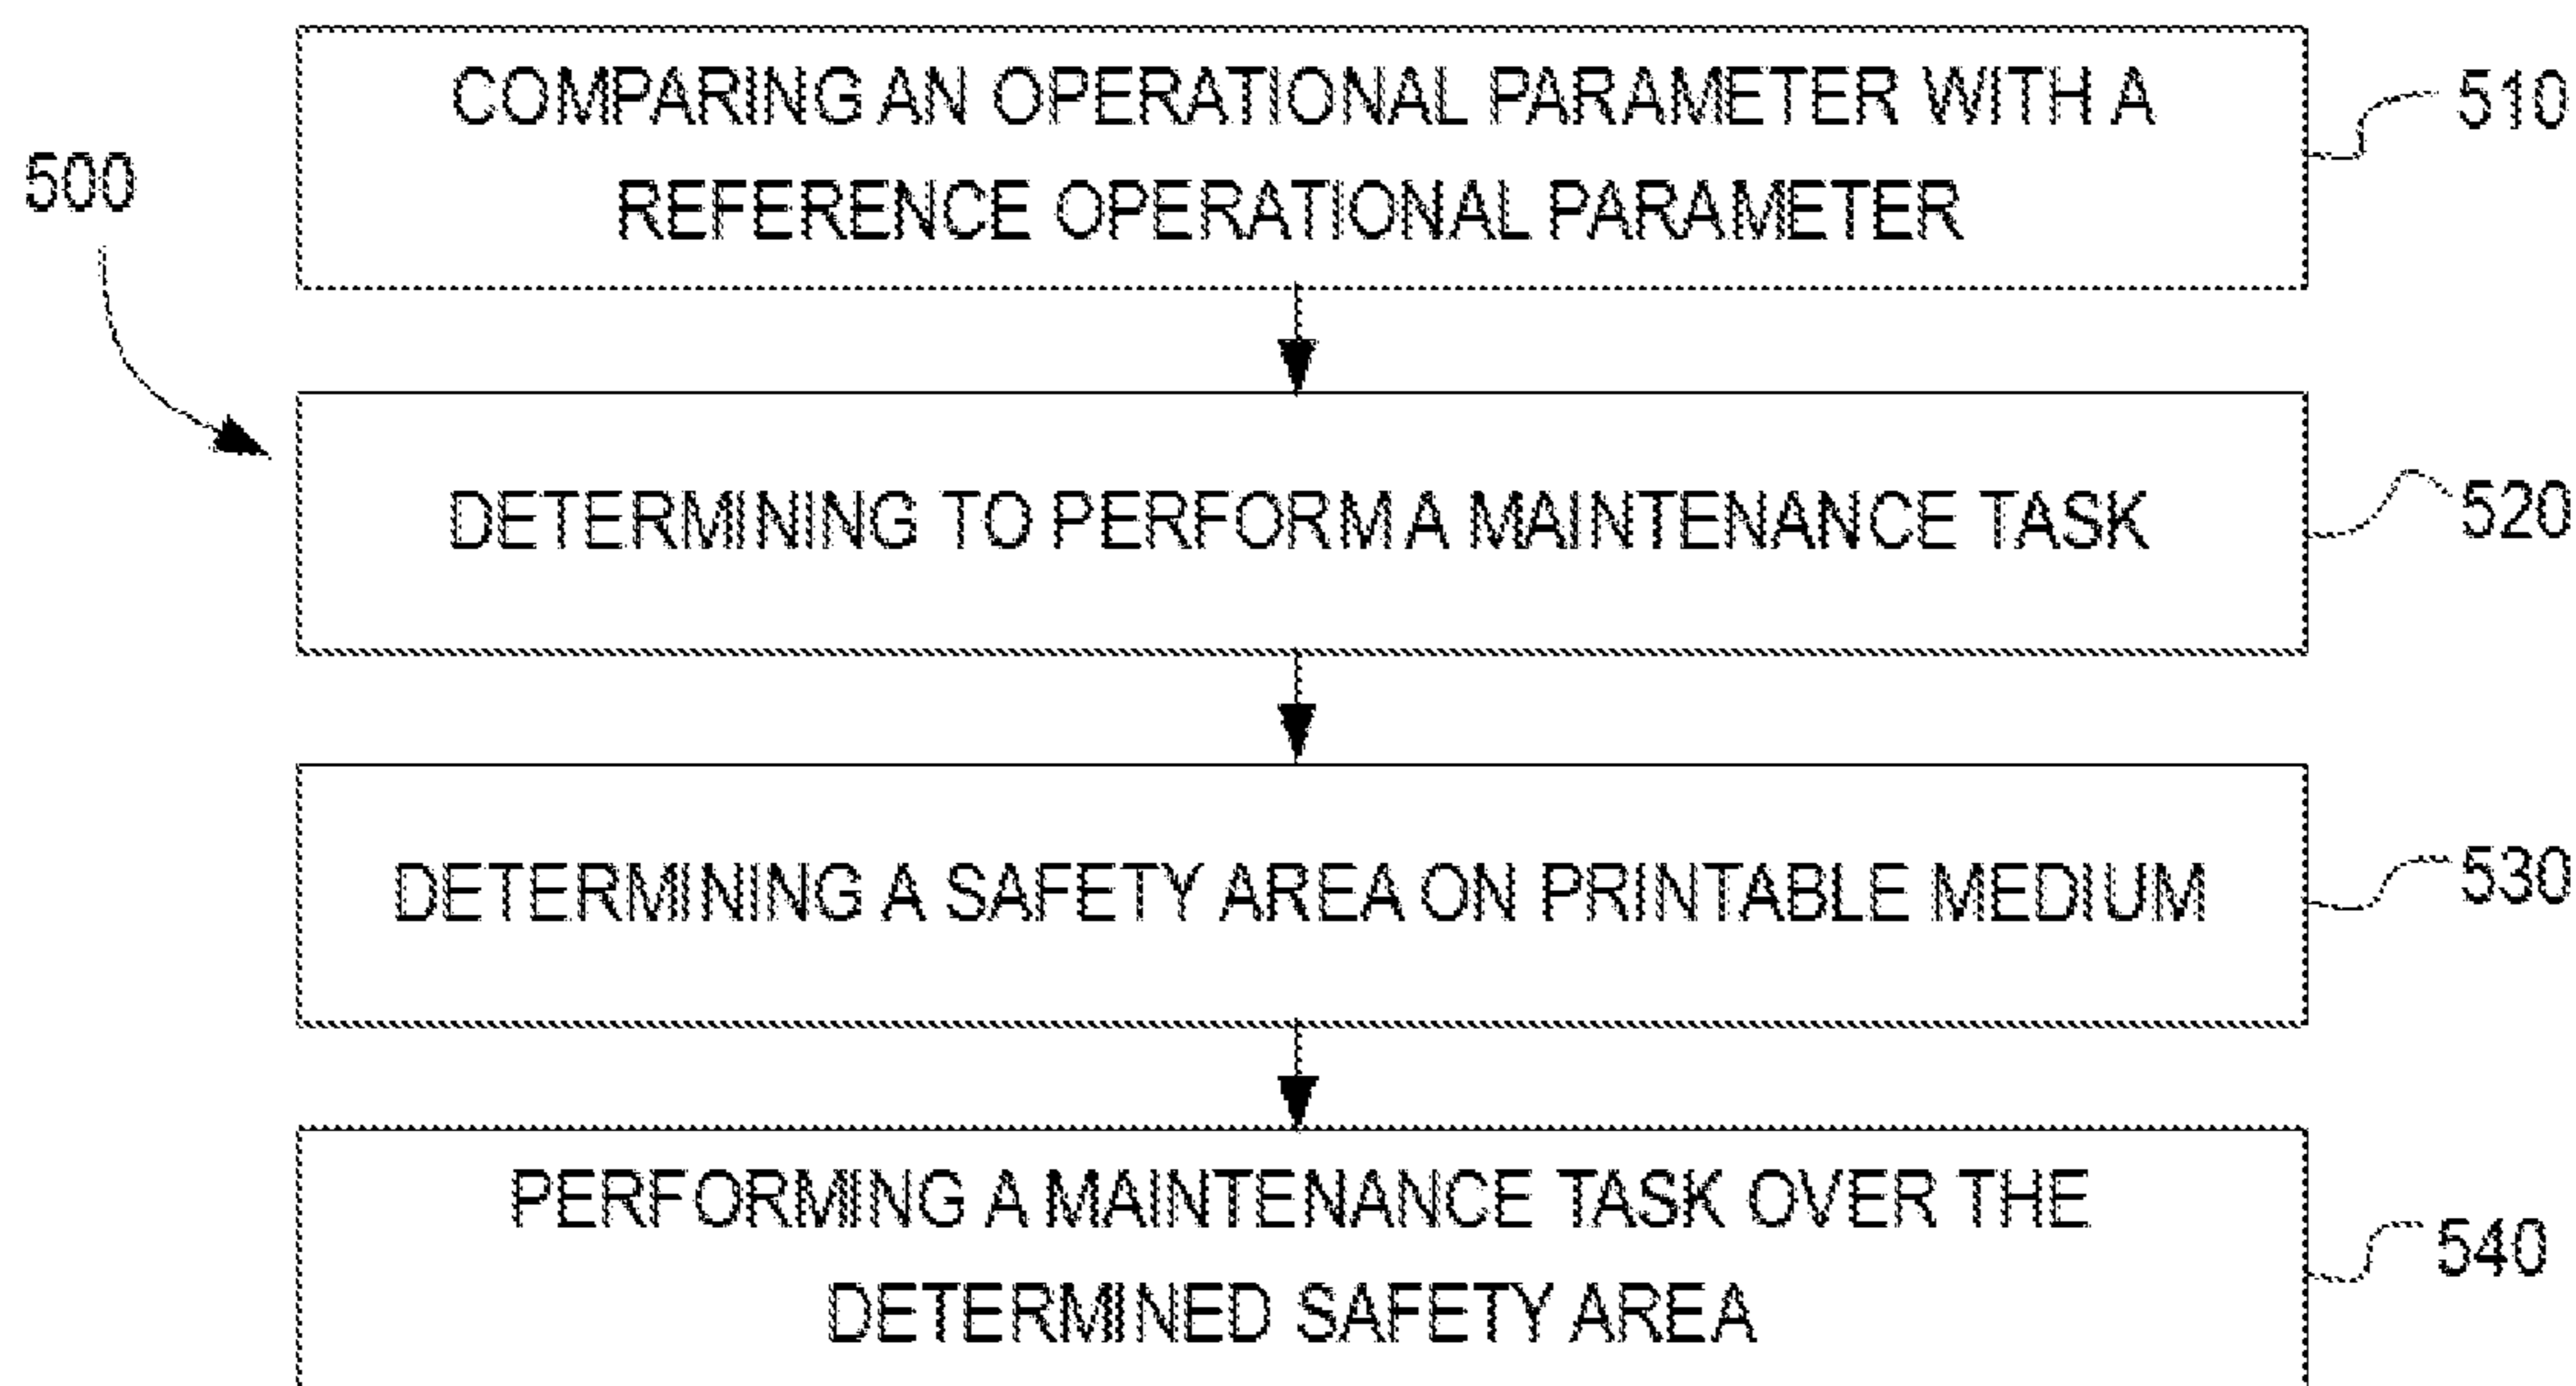 COMPARING AN OPERATIONAL PARAMETER WITH A
REFERENCE OPERATIONAL PARAMETER
510
500
DETERMINING TO PERFORM A MAINTENANCE TASK
520
DETERMINING A SAFETY AREA ON PRINTABLE MEDIUM
530
PERFORMING A MAINTENANCE TASK OVER THE
DETERMINED SAFETY AREA
540